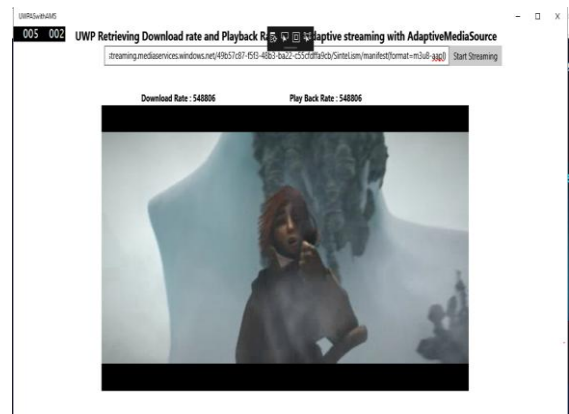 UWPASwithAMS
005 002
UWP Retrieving Download rate and Playback Ra daptive streaming with AdaptiveMediaSource
streaming.mediaservices.windows.net/49b57c87-f5f3-48b3-ba22-c55cfdffa9cb/Sintel.ism/manifest(format=m3u8-aapl) Start Streaming
Download Rate : 548806 Play Back Rate : 548806